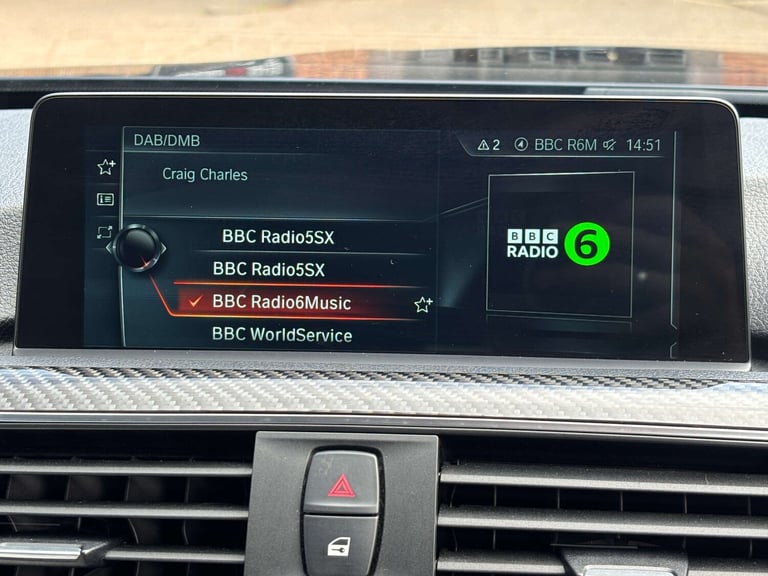 DAB/DMB
2 BBC R6M 14:51
Craig Charles
BBC Radio5SX
BBC Radio5SX
BBC Radio6Music
BBC WorldService
BBC
RADIO 6